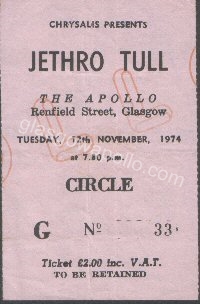 CHRYSALIS PRESENTS
JETHRO TULL
THE APOLLO
Renfield Street, Glasgow
TUESDAY, 12th NOVEMBER, 1974
at 7.30 p.m.
CIRCLE
G Nº 33
Ticket £2.00 inc. V.A.T.
TO BE RETAINED